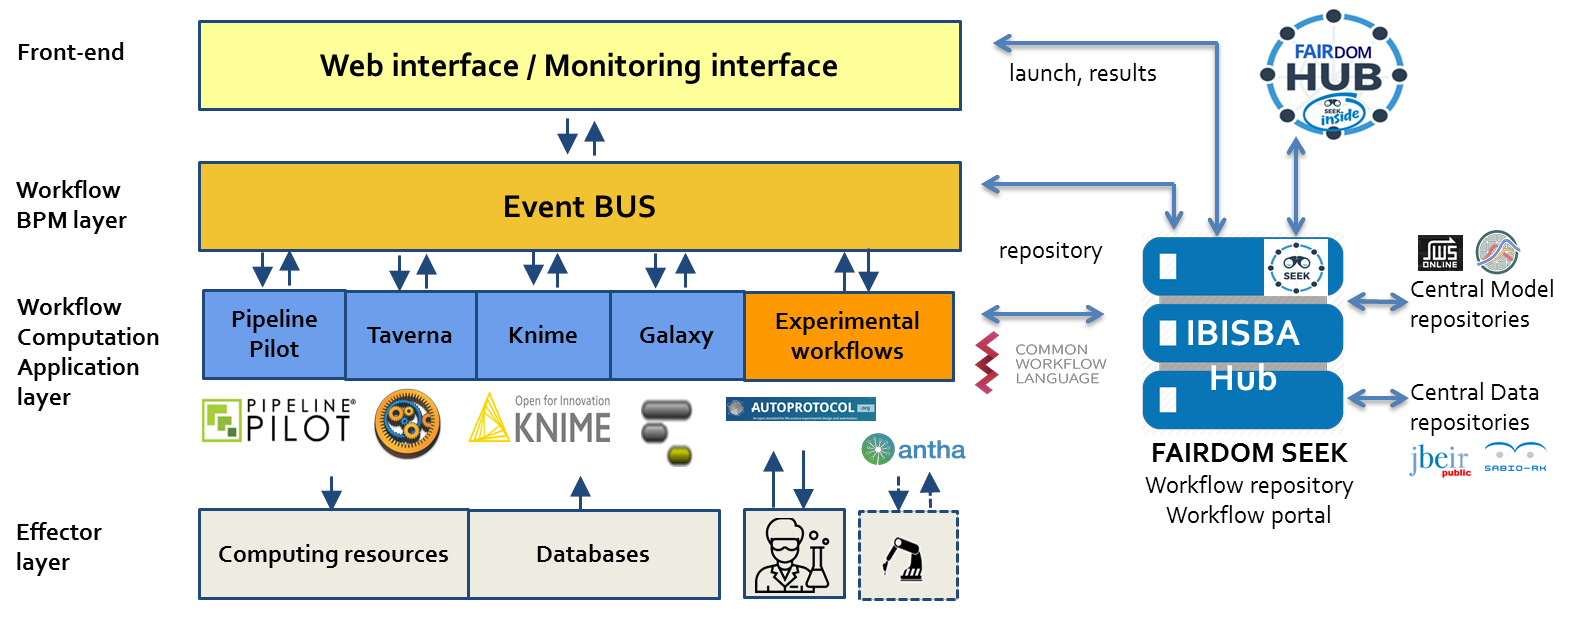 Front-end
Web interface / Monitoring interface
launch, results
FAIRDOM
HUB
SEEK
inside
Workflow
BPM layer
Event BUS
repository
SEEK
JWS
ONLINE
Central Model
repositories
Workflow
Computation
Application
layer
Pipeline
Pilot
Taverna
Knime
Galaxy
Experimental
workflows
COMMON
WORKFLOW
LANGUAGE
IBISBA
Hub
PIPELINE®
PILOT
Open for Innovation
KNIME
AUTOPROTOCOL.org
antha
Central Data
repositories
jbeir
public
SABIO-RK
FAIRDOM SEEK
Workflow repository
Workflow portal
Effector
layer
Computing resources
Databases